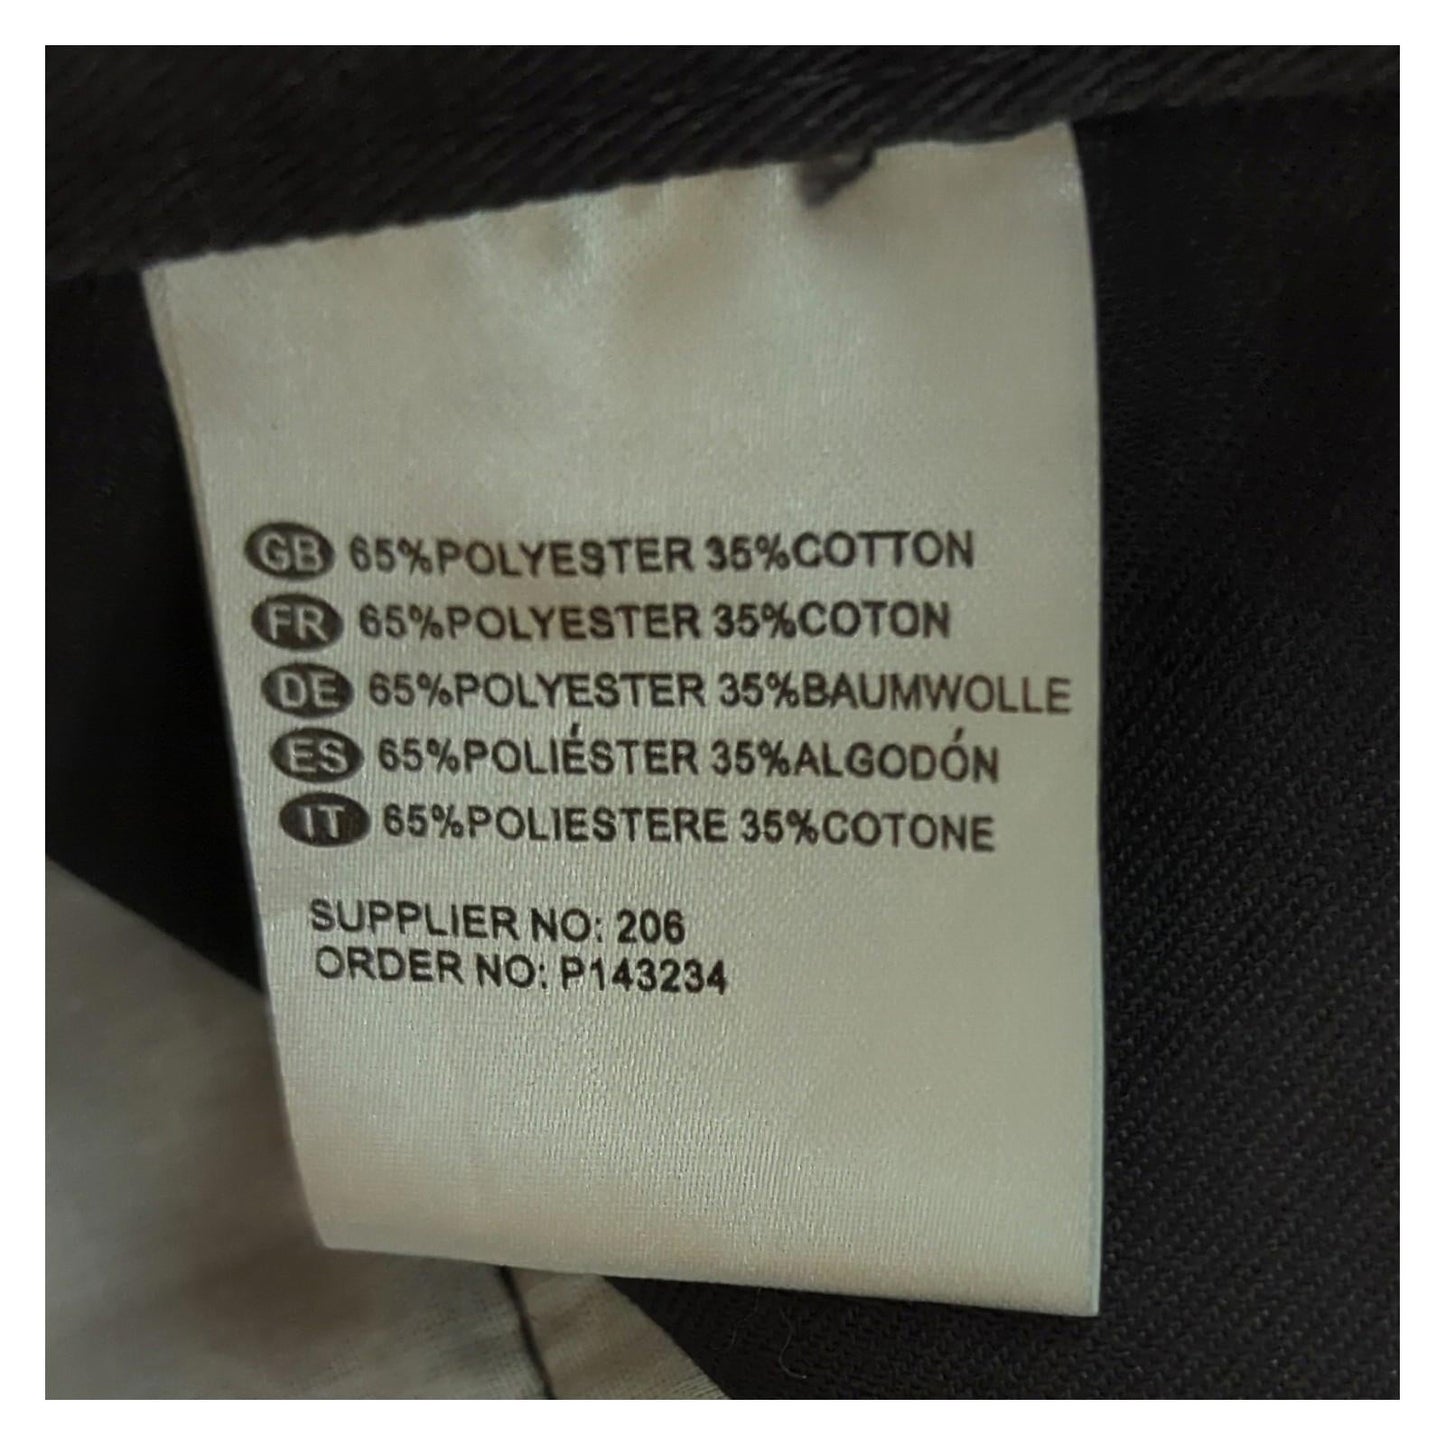 GB 65%POLYESTER 35%COTTON
FR 65%POLYESTER 35%COTON
DE 65%POLYESTER 35%BAUMWOLLE
ES 65%POLIÉSTER 35%ALGODÓN
IT 65%POLIESTERE 35%COTONE
SUPPLIER NO: 206
ORDER NO: P143234